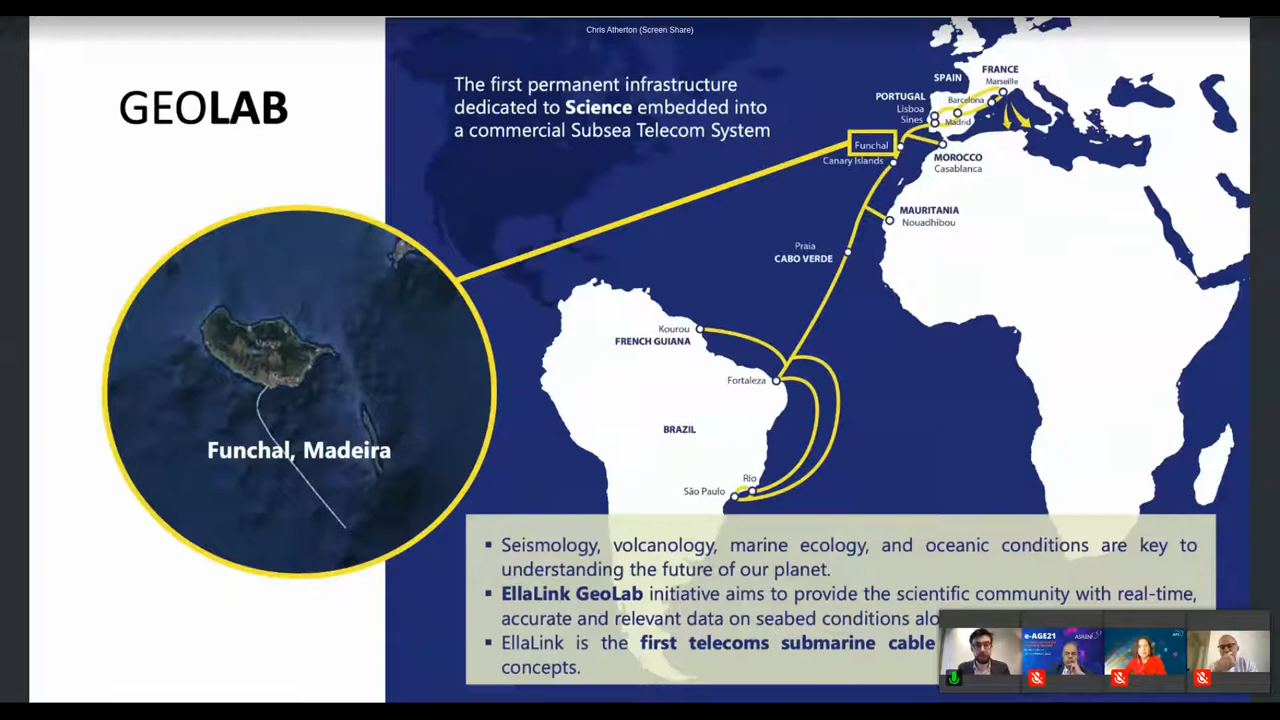 Chris Atherton (Screen Share)
GEOLAB
The first permanent infrastructure
dedicated to Science embedded into
a commercial Subsea Telecom System
FRANCE
Marseille
SPAIN
Barcelona
PORTUGAL
Lisboa
Madrid
Sines
Funchal
Canary Islands
MOROCCO
Casablanca
MAURITANIA
Nouadhibou
Praia
CABO VERDE
Kourou
FRENCH GUIANA
Fortaleza
BRAZIL
Rio
São Paulo
Funchal, Madeira
▪ Seismology, volcanology, marine ecology, and oceanic conditions are key to
understanding the future of our planet.
▪ EllaLink GeoLab initiative aims to provide the scientific community with real-time,
accurate and relevant data on seabed conditions alo
▪ EllaLink is the first telecoms submarine cable
concepts.
e-AGE21